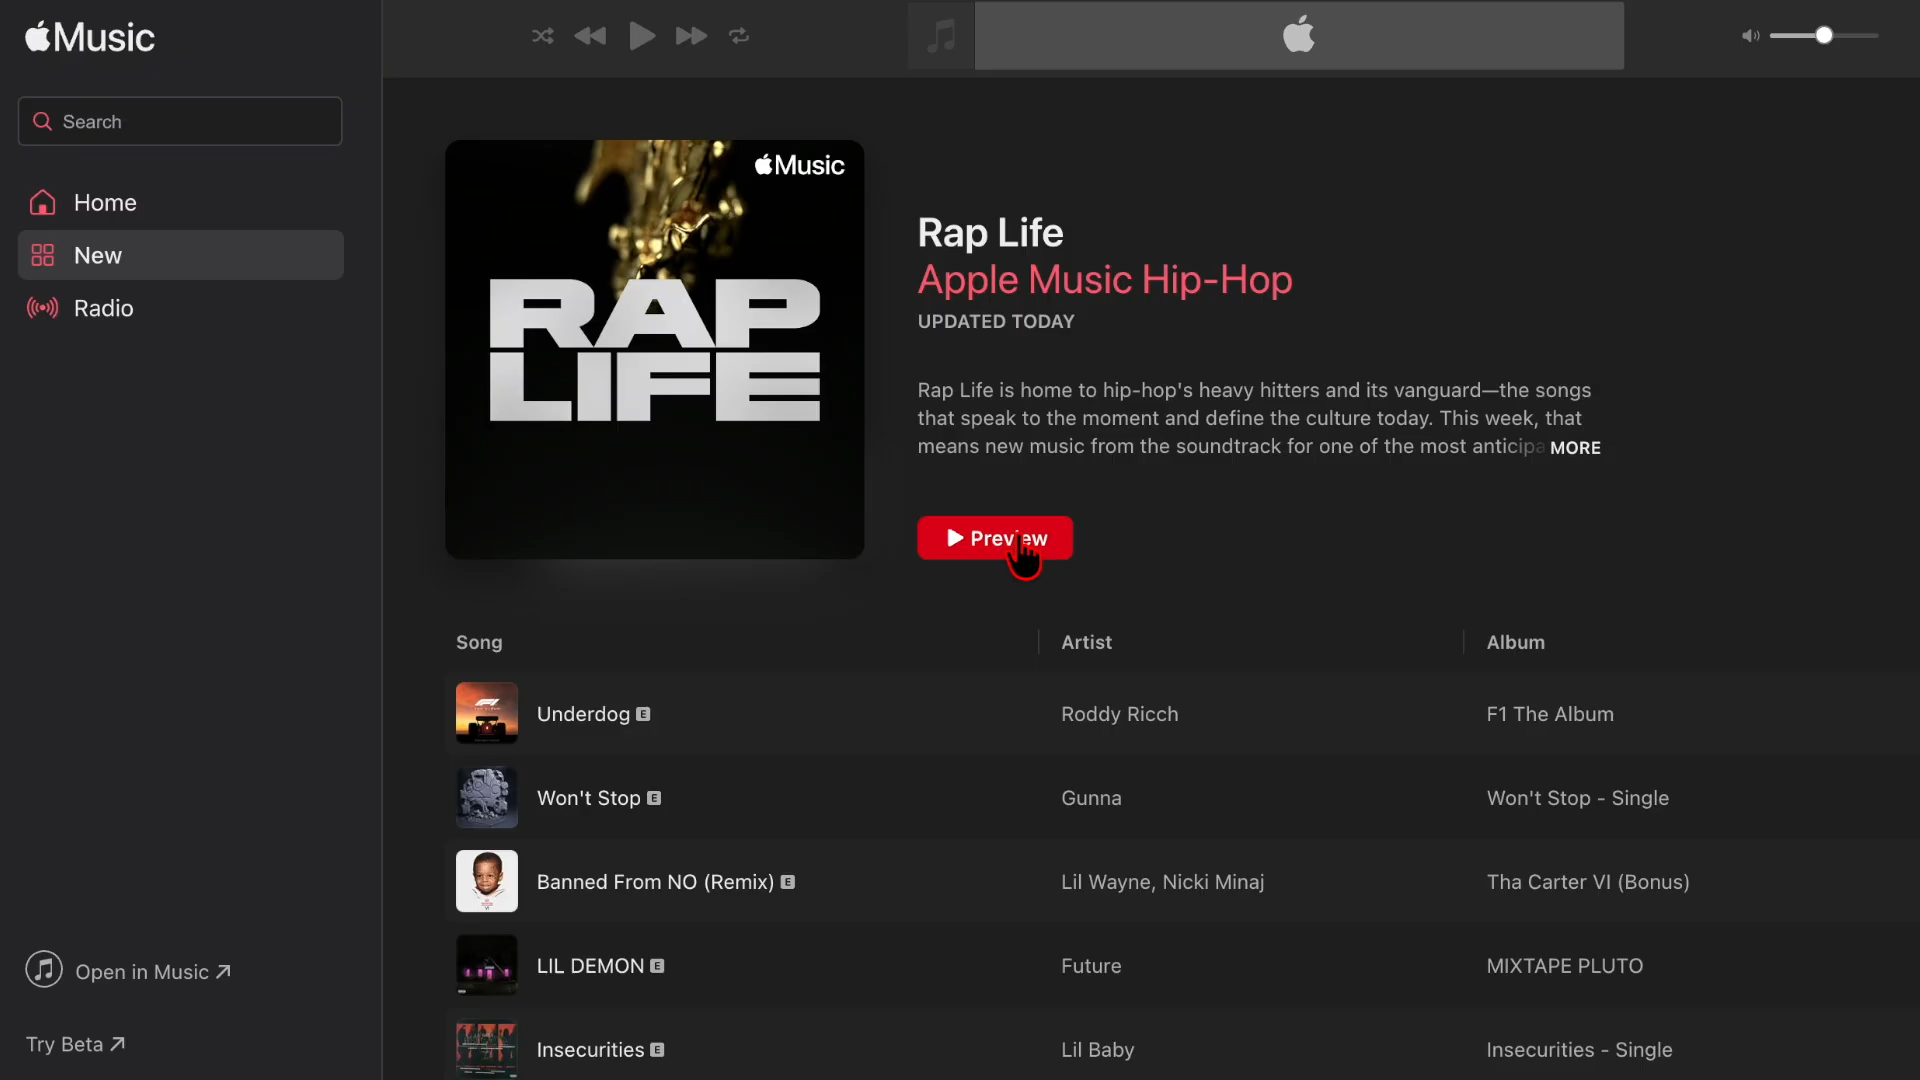 Music
Search
Home
New
Radio
Open in Music
Try Beta
Music
RAP
LIFE
Rap Life
Apple Music Hip-Hop
UPDATED TODAY
Rap Life is home to hip-hop's heavy hitters and its vanguard—the songs
that speak to the moment and define the culture today. This week, that
means new music from the soundtrack for one of the most anticipa MORE
Preview
Song Artist Album
Underdog E Roddy Ricch F1 The Album
Won't Stop E Gunna Won't Stop - Single
Banned From NO (Remix) E Lil Wayne, Nicki Minaj Tha Carter VI (Bonus)
LIL DEMON E Future MIXTAPE PLUTO
Insecurities E Lil Baby Insecurities - Single